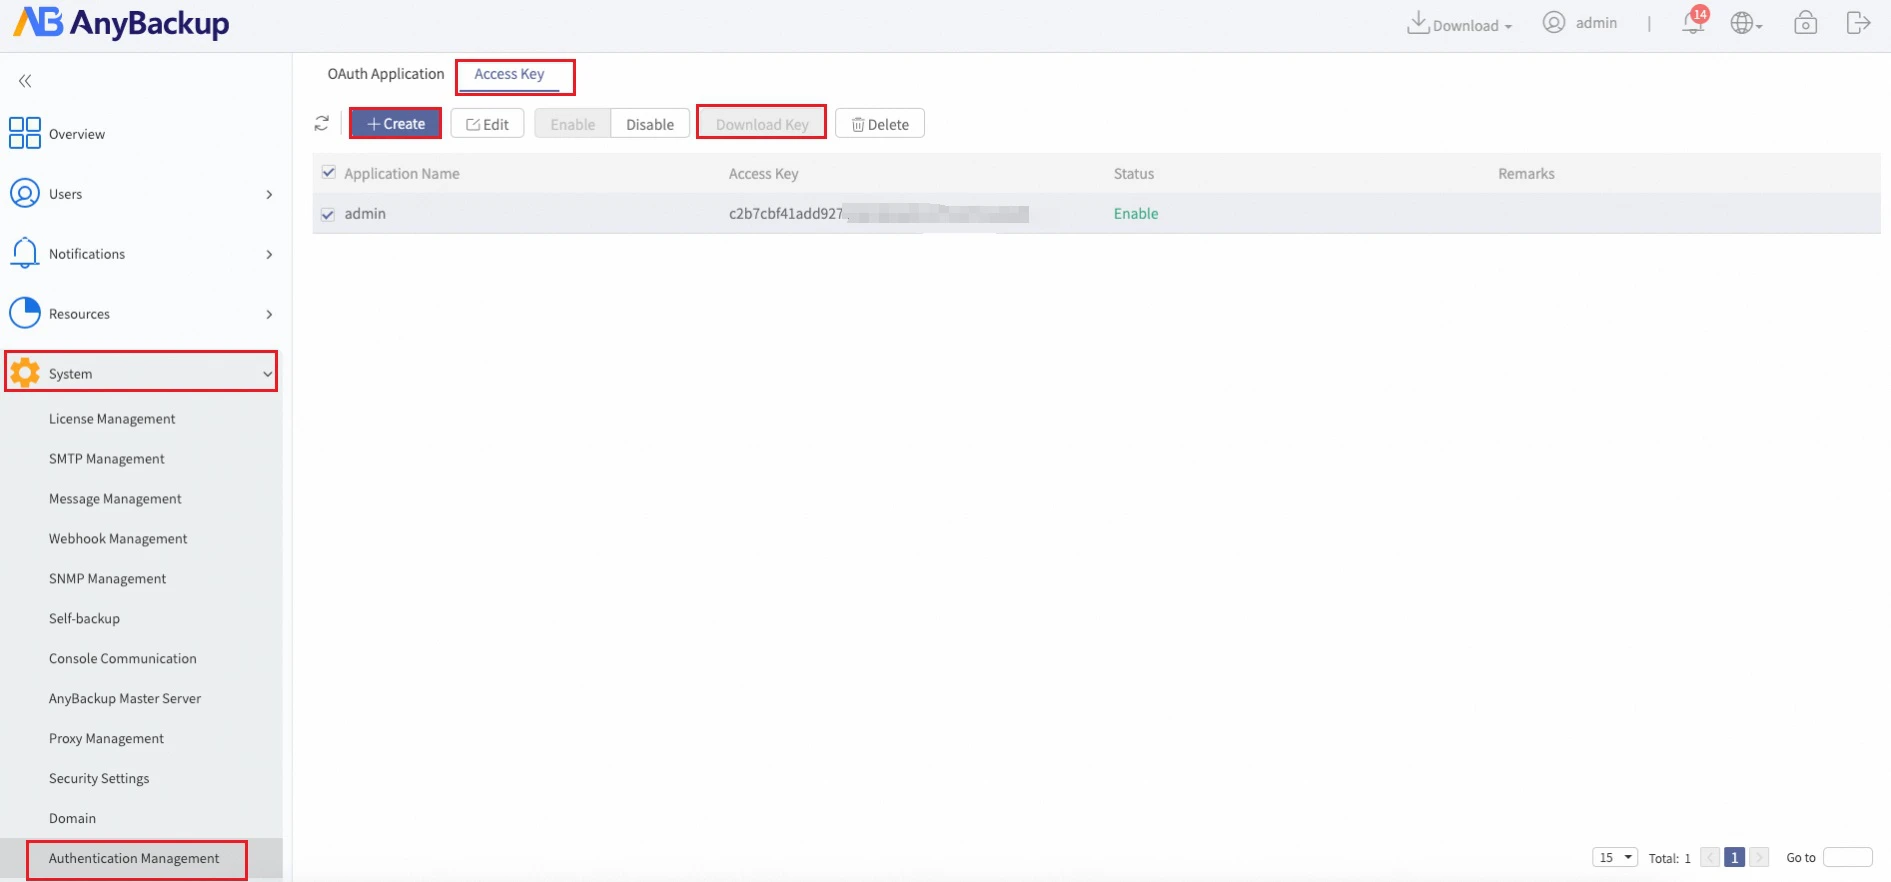 AnyBackup
Download
admin
14
OAuth Application
Access Key
Create
Edit
Enable
Disable
Download Key
Delete
Application Name
Access Key
Status
Remarks
admin
c2b7cbf41add927
Enable
Overview
Users
Notifications
Resources
System
License Management
SMTP Management
Message Management
Webhook Management
SNMP Management
Self-backup
Console Communication
AnyBackup Master Server
Proxy Management
Security Settings
Domain
Authentication Management
15
Total: 1
1
Go to